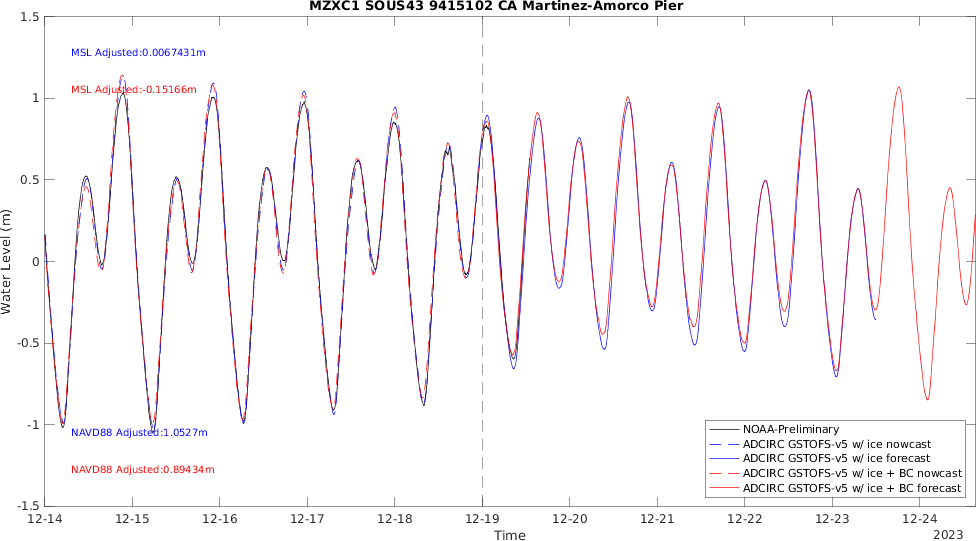 MZXC1 SOUS43 9415102 CA Martinez-Amorco Pier
1.5
MSL Adjusted:0.0067431m
1
MSL Adjusted:-0.15166m
0.5
Water Level (m)
0
-0.5
-1
NAVD88 Adjusted:1.0527m
NAVD88 Adjusted:0.89434m
-1.5
NOAA-Preliminary
ADCIRC GSTOFS-v5 w/ ice nowcast
ADCIRC GSTOFS-v5 w/ ice forecast
ADCIRC GSTOFS-v5 w/ ice + BC nowcast
ADCIRC GSTOFS-v5 w/ ice + BC forecast
12-14 12-15 12-16 12-17 12-18 12-19 12-20 12-21 12-22 12-23 12-24
Time
2023